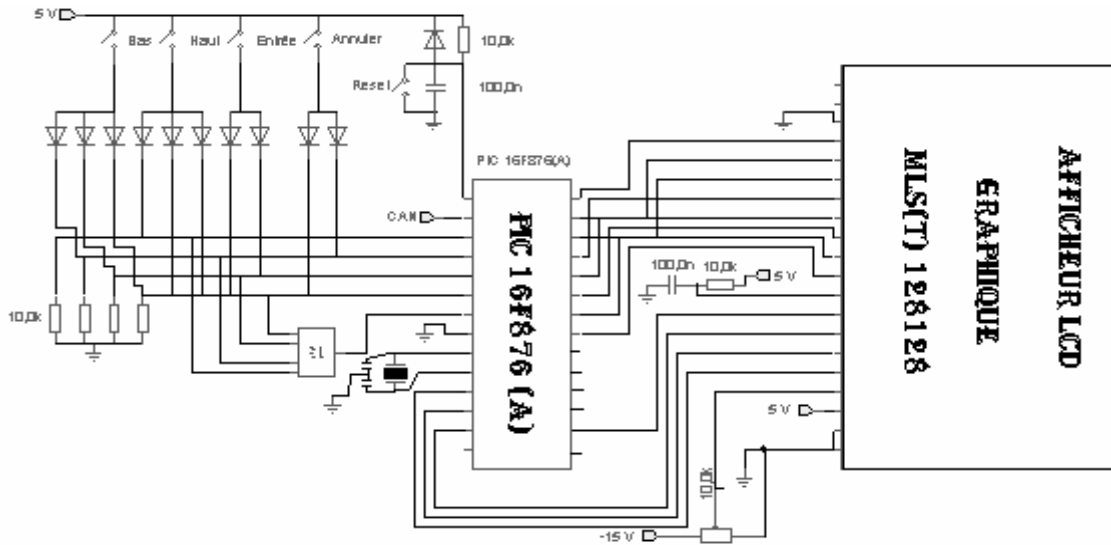 5 V
Bas
Haut
Entrée
Annuler
10,0k
Reset
100,0n
PIC 16F876(A)
CAN
PIC 16F876 (A)
10,0k
≥1
100,0n
10,0k
5 V
5 V
10,0k
-15 V
MLS(T) 128128
GRAPHIQUE
AFFICHEUR LCD